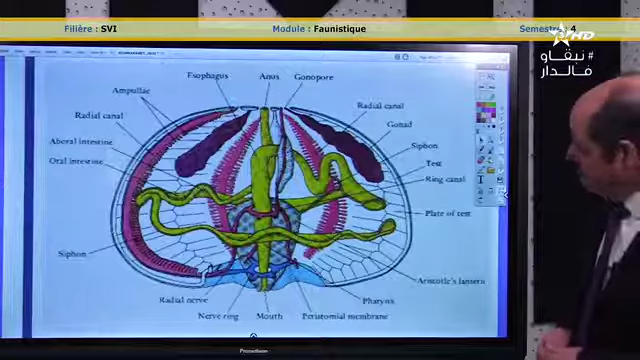 Filière : SVI
Module : Faunistique
Semestre : 4
HD
# نبقاو
فالدار
Esophagus
Anus
Gonopore
Ampullae
Radial canal
Radial canal
Gonad
Aboral intestine
Siphon
Oral intestine
Test
Ring canal
Plate of test
Siphon
Aristotle's lantern
Radial nerve
Pharynx
Nerve ring
Mouth
Peristomial membrane
Promethean